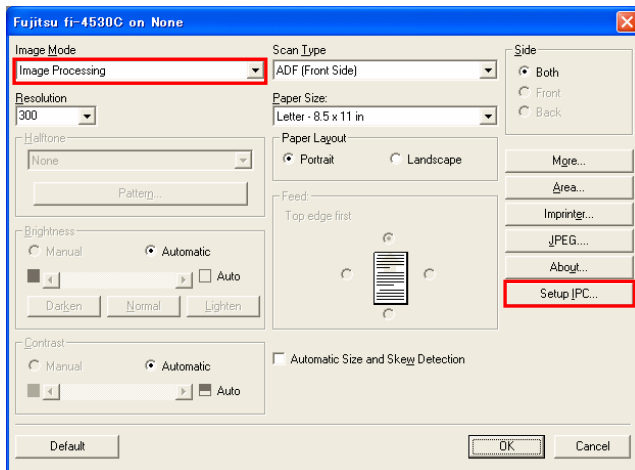 Fujitsu fi-4530C on None
Image Mode
Image Processing
Scan Type
ADF (Front Side)
Side
Both
Front
Back
Resolution
300
Paper Size:
Letter - 8.5 x 11 in
Halftone
None
Pattern...
Paper Layout
Portrait
Landscape
More...
Area...
Imprinter...
JPEG....
About...
Setup IPC...
Feed:
Top edge first
Brightness
Manual
Automatic
Auto
Darken
Normal
Lighten
Contrast
Manual
Automatic
Auto
Automatic Size and Skew Detection
Default
OK
Cancel